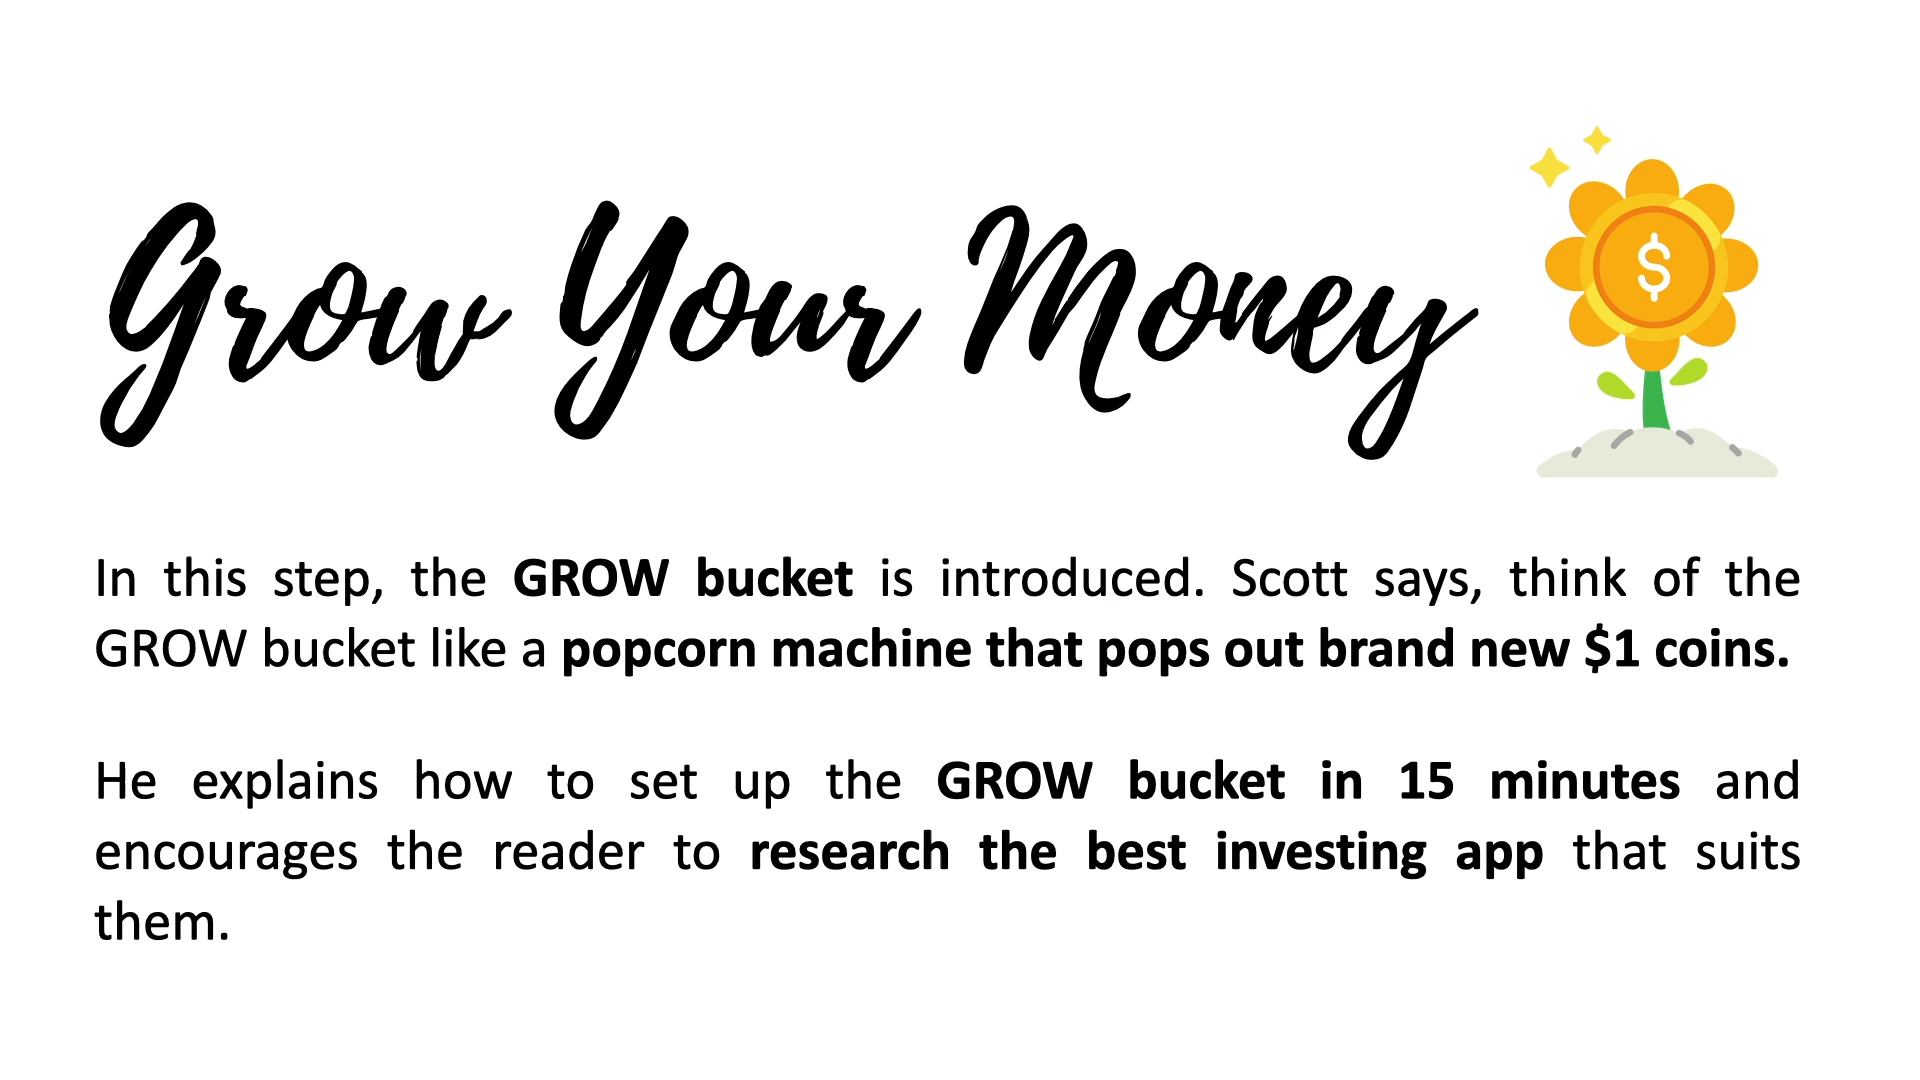 Grow Your Money
$
In this step, the GROW bucket is introduced. Scott says, think of the
GROW bucket like a popcorn machine that pops out brand new $1 coins.
He explains how to set up the GROW bucket in 15 minutes and
encourages the reader to research the best investing app that suits
them.